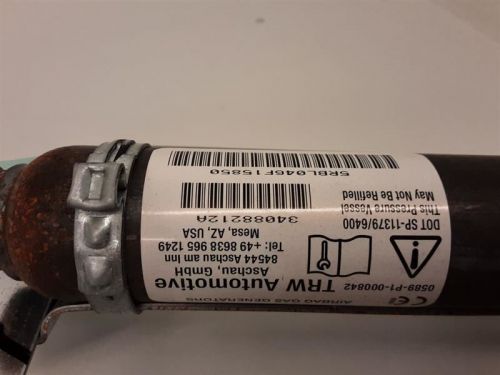 AIRBAG GAS GENERATORS
TRW Automotive
Aschau, GmbH
84544 Aschau am Inn
Tel: + 49 8638 965 1249
Mesa, AZ, USA
34088212A
5RBL046F15850
CE
0589-P1-000842
DOT SP-11379/6400
This Pressure Vessel
May Not Be Refilled